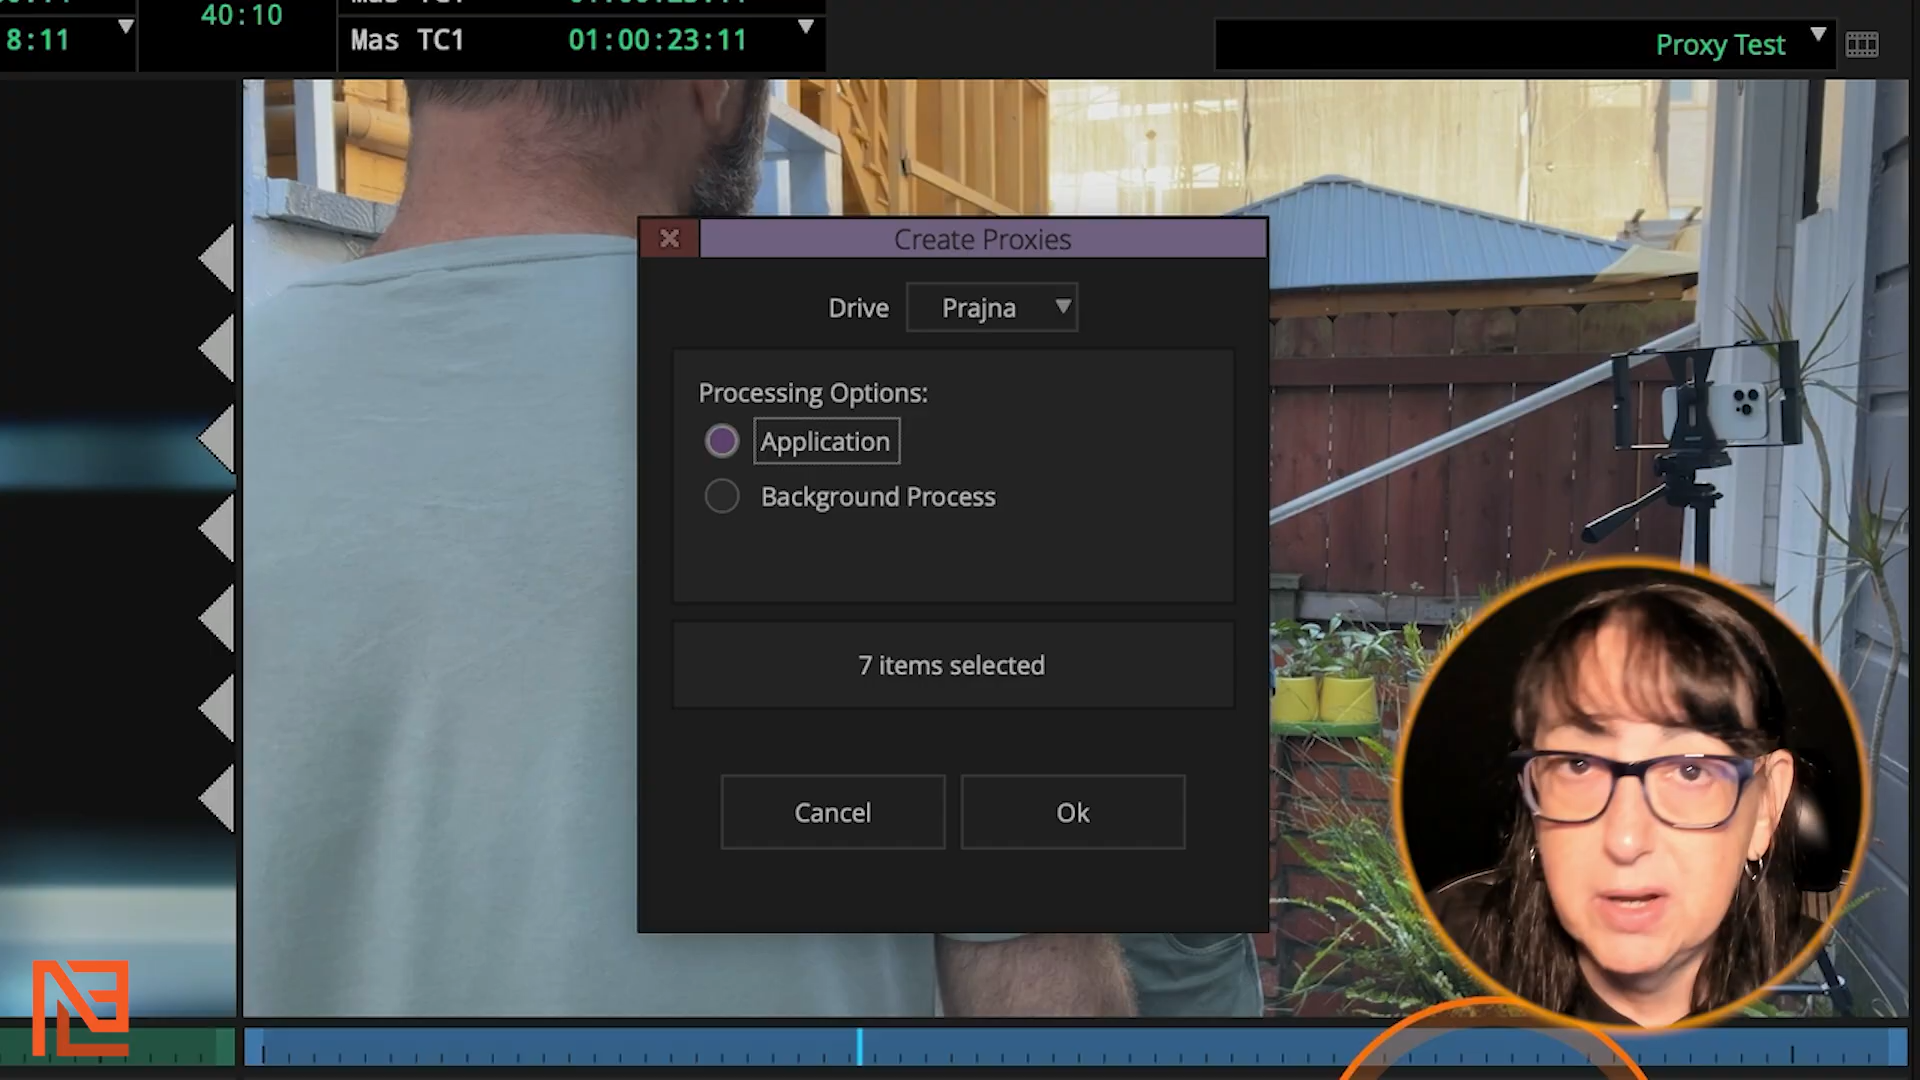 40:10
8:11
Mas TC1 01:00:23:11
Proxy Test
Create Proxies
Drive Prajna
Processing Options:
Application
Background Process
7 items selected
Cancel Ok